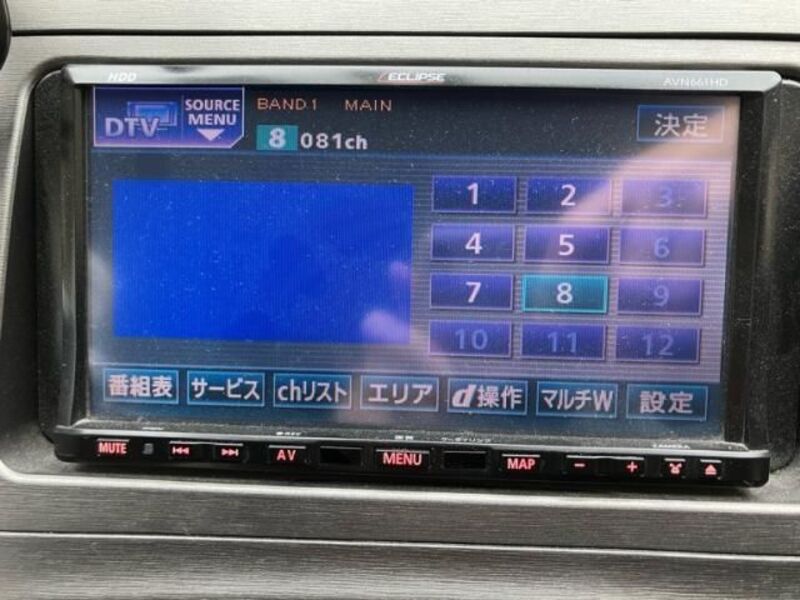 HDD ECLIPSE AVN661HD
DTV SOURCE MENU BAND 1 MAIN 決定
8 081ch
1 2 3
4 5 6
7 8 9
10 11 12
番組表 サービス chリスト エリア d操作 マルチW 設定
MUTE AV MENU MAP - +